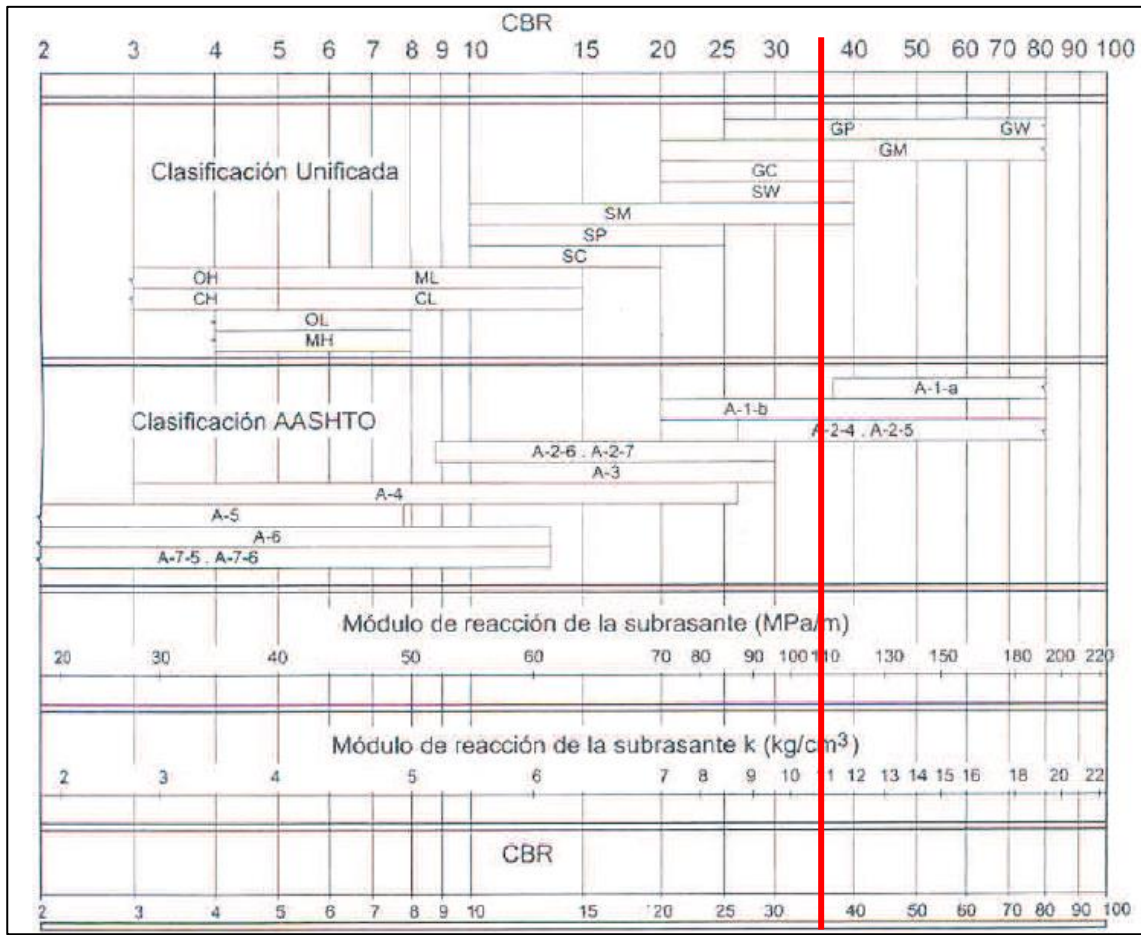 CBR
2 3 4 5 6 7 8 9 10 15 20 25 30 40 50 60 70 80 90 100
GP GW
GM
Clasificación Unificada
GC
SW
SM
SP
SC
OH ML
CH CL
OL
MH
A-1-a
A-1-b
Clasificación AASHTO
A-2-4 . A-2-5
A-2-6 . A-2-7
A-3
A-4
A-5
A-6
A-7-5 . A-7-6
Módulo de reacción de la subrasante (MPa/m)
20 30 40 50 60 70 80 90 100 110 130 150 180 200 220
Módulo de reacción de la subrasante k (kg/cm³)
2 3 4 5 6 7 8 9 10 11 12 13 14 15 16 18 20 22
CBR
2 3 4 5 6 7 8 9 10 15 20 25 30 40 50 60 70 80 90 100